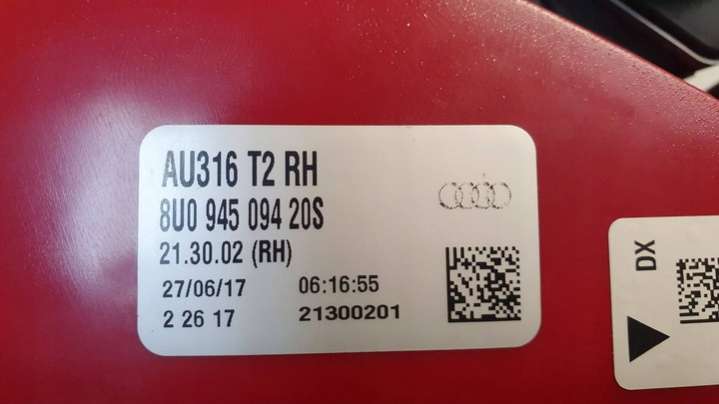 AU316 T2 RH
8U0 945 094 20S
21.30.02 (RH)
27/06/17 06:16:55
2 26 17 21300201
DX